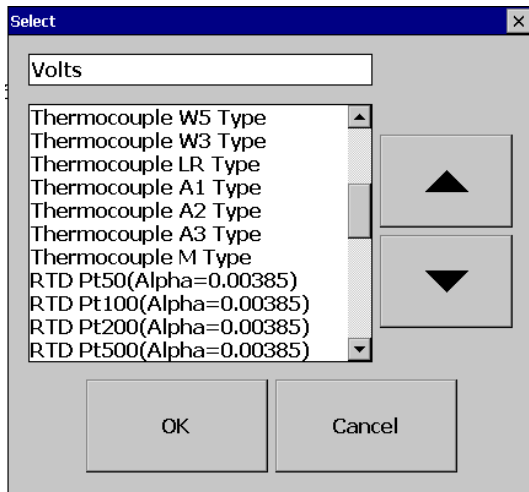 Select
Volts
Thermocouple W5 Type
Thermocouple W3 Type
Thermocouple LR Type
Thermocouple A1 Type
Thermocouple A2 Type
Thermocouple A3 Type
Thermocouple M Type
RTD Pt50(Alpha=0.00385)
RTD Pt100(Alpha=0.00385)
RTD Pt200(Alpha=0.00385)
RTD Pt500(Alpha=0.00385)
OK
Cancel